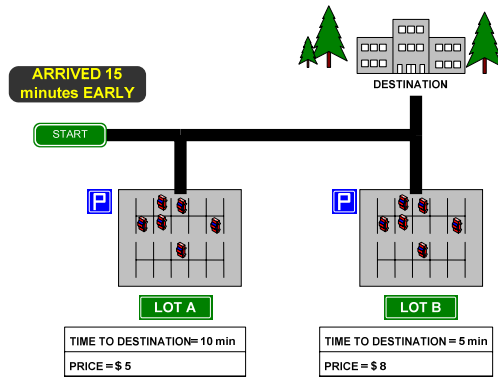 ARRIVED 15
minutes EARLY
DESTINATION
START
P
P
LOT A
LOT B
TIME TO DESTINATION= 10 min
PRICE = $ 5
TIME TO DESTINATION = 5 min
PRICE = $ 8